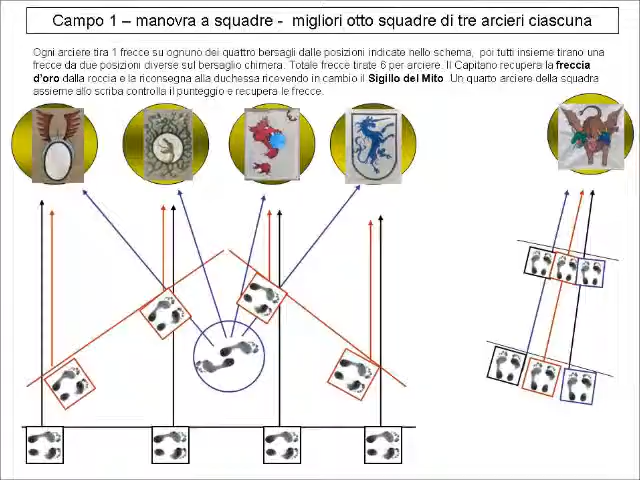 Campo 1 – manovra a squadre - migliori otto squadre di tre arcieri ciascuna
Ogni arciere tira 1 frecce su ognuno dei quattro bersagli dalle posizioni indicate nello schema, poi tutti insieme tirano una
frecce da due posizioni diverse sul bersaglio chimera. Totale frecce tirate 6 per arciere. Il Capitano recupera la freccia
d'oro dalla roccia e la riconsegna alla duchessa ricevendo in cambio il Sigillo del Mito. Un quarto arciere della squadra
assieme allo scriba controlla il punteggio e recupera le frecce.